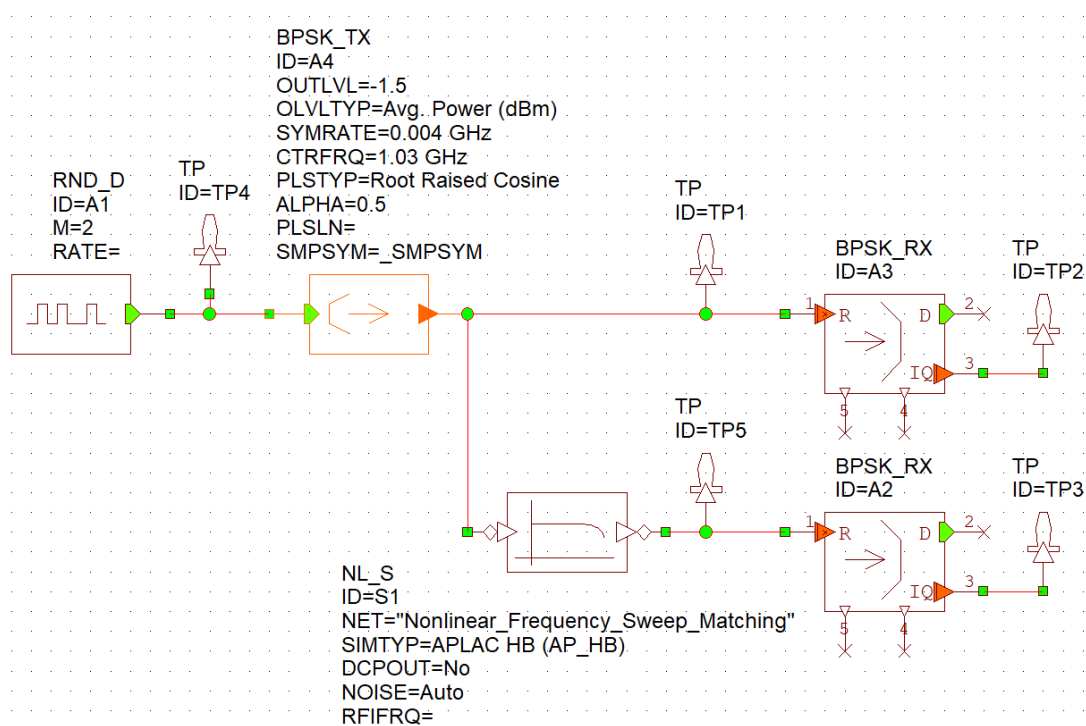 BPSK_TX
ID=A4
OUTLVL=-1.5
OLVLTYP=Avg. Power (dBm)
SYMRATE=0.004 GHz
CTRFRQ=1.03 GHz
PLSTYP=Root Raised Cosine
ALPHA=0.5
PLSLN=
SMPSYM=_SMPSYM
RND_D
ID=A1
M=2
RATE=
TP
ID=TP4
TP
ID=TP1
BPSK_RX
ID=A3
TP
ID=TP2
1
R
D
2
IQ
3
5
4
TP
ID=TP5
BPSK_RX
ID=A2
TP
ID=TP3
1
R
D
2
IQ
3
5
4
NL_S
ID=S1
NET="Nonlinear_Frequency_Sweep_Matching"
SIMTYP=APLAC HB (AP_HB)
DCPOUT=No
NOISE=Auto
RFIFRQ=